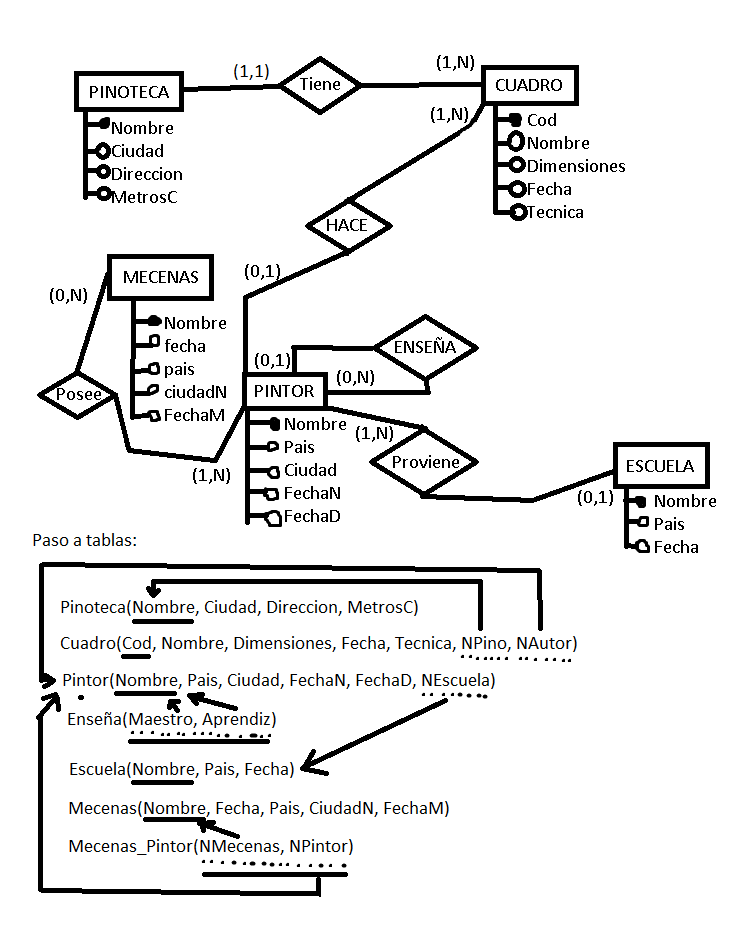 (1,1)
Tiene
(1,N)
PINOTECA
CUADRO
Nombre
Ciudad
Direccion
MetrosC
(1,N)
Cod
Nombre
Dimensiones
Fecha
Tecnica
HACE
(0,1)
MECENAS
(0,N)
Nombre
fecha
pais
ciudadN
FechaM
Posee
(1,N)
ENSEÑA
(0,1)
(0,N)
PINTOR
Nombre
Pais
Ciudad
FechaN
FechaD
(1,N)
Proviene
(0,1)
ESCUELA
Nombre
Pais
Fecha
Paso a tablas:
Pinoteca(Nombre, Ciudad, Direccion, MetrosC)
Cuadro(Cod, Nombre, Dimensiones, Fecha, Tecnica, NPino, NAutor)
Pintor(Nombre, Pais, Ciudad, FechaN, FechaD, NEscuela)
Enseña(Maestro, Aprendiz)
Escuela(Nombre, Pais, Fecha)
Mecenas(Nombre, Fecha, Pais, CiudadN, FechaM)
Mecenas_Pintor(NMecenas, NPintor)